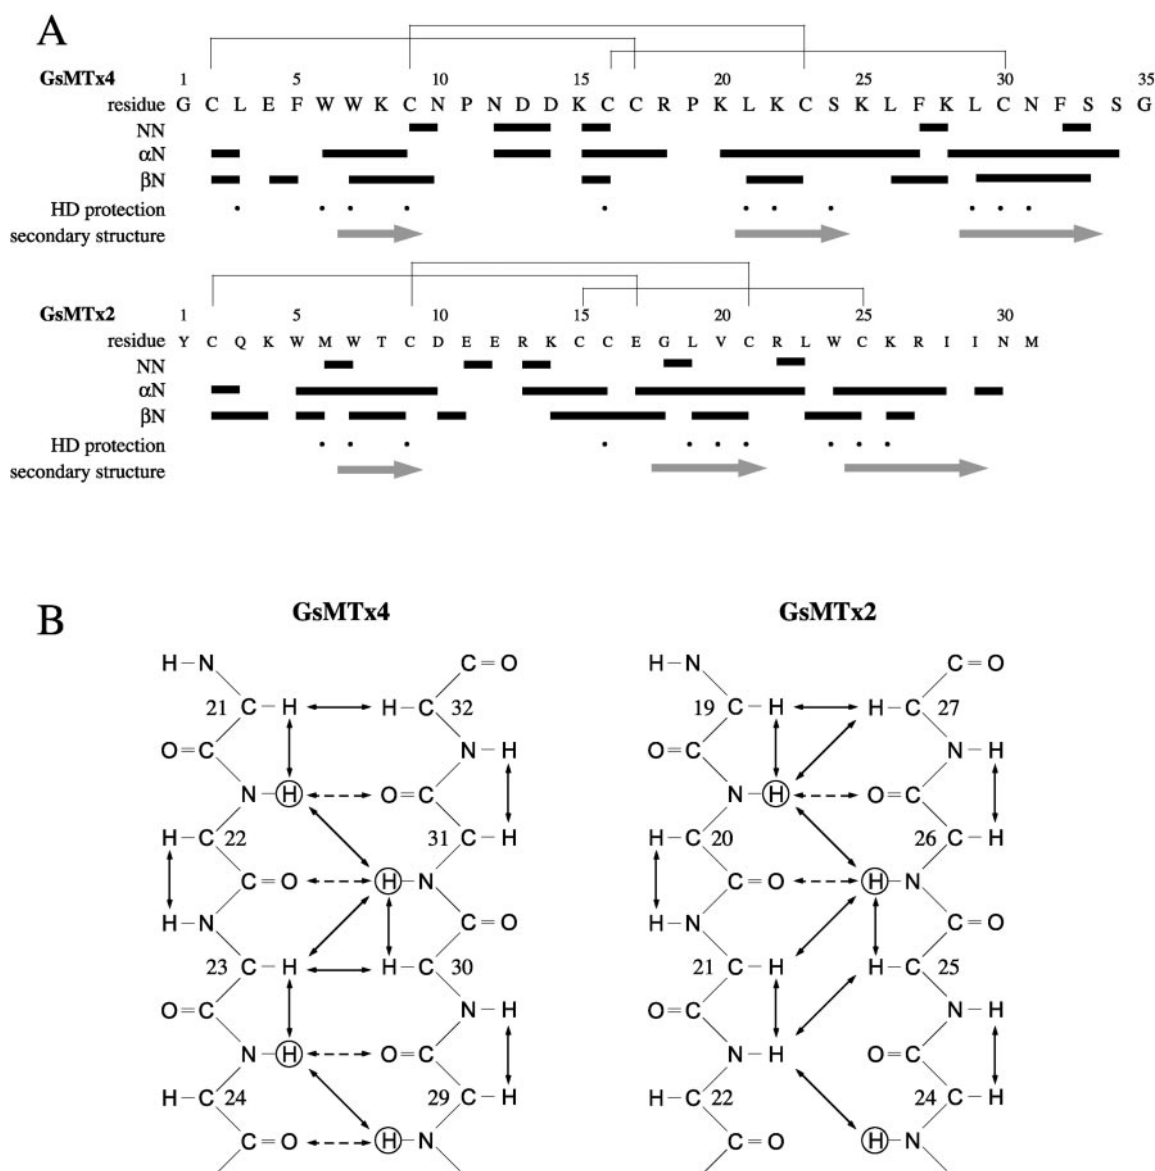 A
GsMTx4 1 5 10 15 20 25 30 35
residue G C L E F W W K C N P N D D K C C R P K L K C S K L F K L C N F S S G
NN
αN
βN
HD protection
secondary structure
GsMTx2 1 5 10 15 20 25 30
residue Y C Q K W M W T C D E E R K C C E G L V C R L W C K R I I N M
NN
αN
βN
HD protection
secondary structure
B GsMTx4 GsMTx2
H–N C=O H–N C=O
21 C–H H–C 32 19 C–H H–C 27
O=C N–H O=C N–H
N–H O=C N–H O=C
H–C 22 31 C–H H–C 20 26 C–H
C=O H–N C=O H–N
H–N C=O H–N C=O
23 C–H H–C 30 21 C–H H–C 25
O=C N–H O=C N–H
N–H O=C N–H O=C
H–C 24 29 C–H H–C 22 24 C–H
C=O H–N C=O H–N